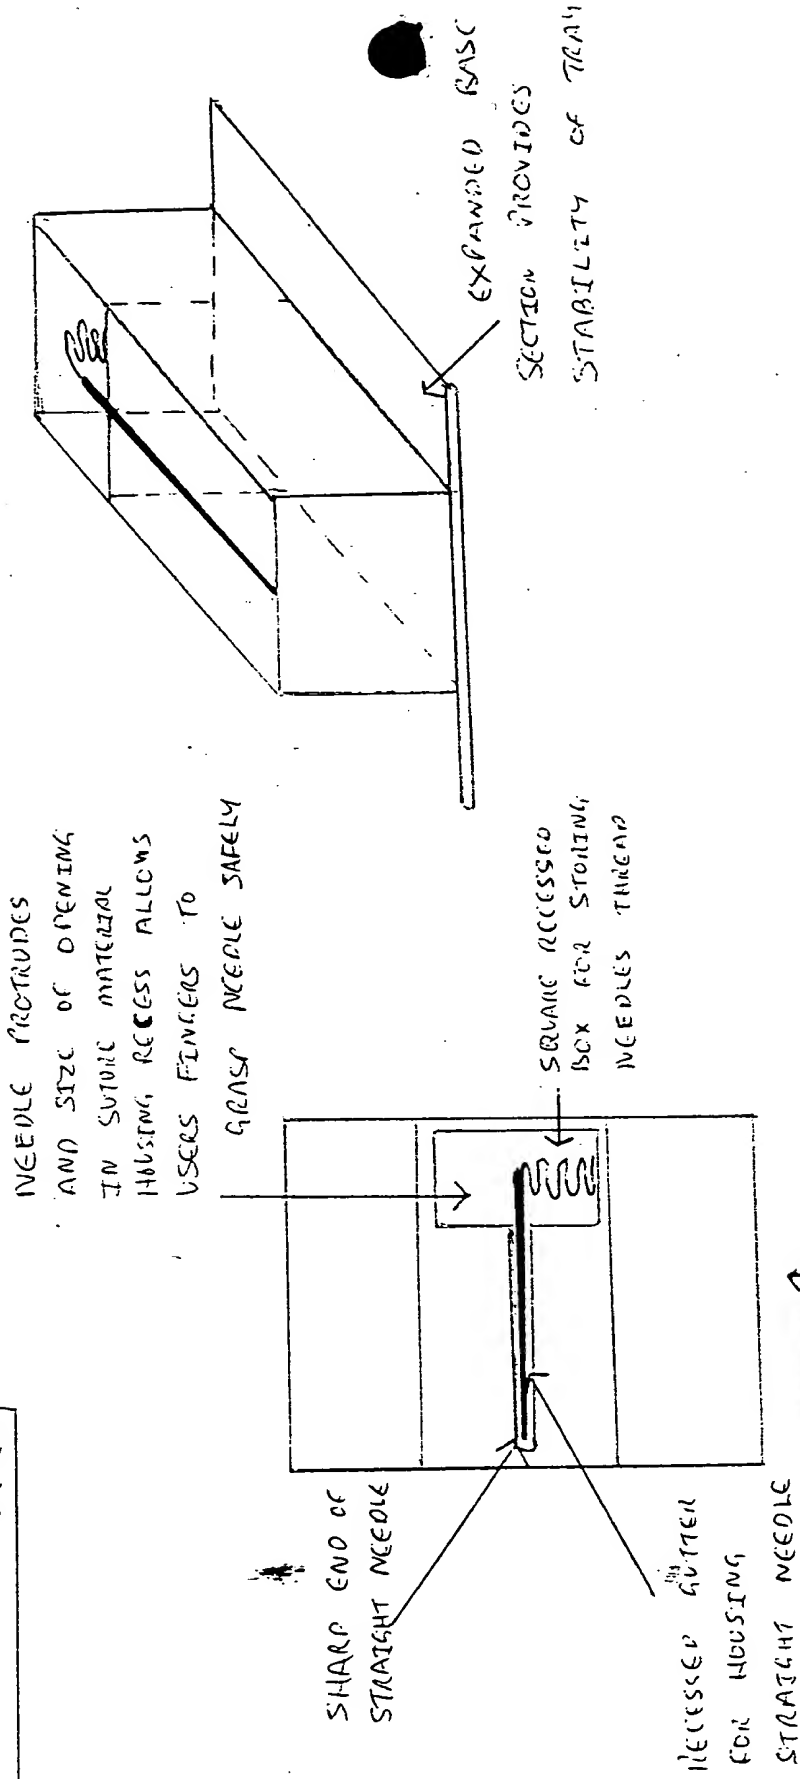 NEEDLE PROTRUDES
AND SIZE OF OPENING
IN SUTURE MATERIAL
HOUSING RECESS ALLOWS
USERS FINGERS TO
GRASP NEEDLE SAFELY
EXPANDED BASE
SECTION PROVIDES
STABILITY OF TRAY
SQUARE RECESSED
BOX FOR STORING
NEEDLES THREAD
SHARP END OF
STRAIGHT NEEDLE
RECESSED GUTTER
FOR HOUSING
STRAIGHT NEEDLE